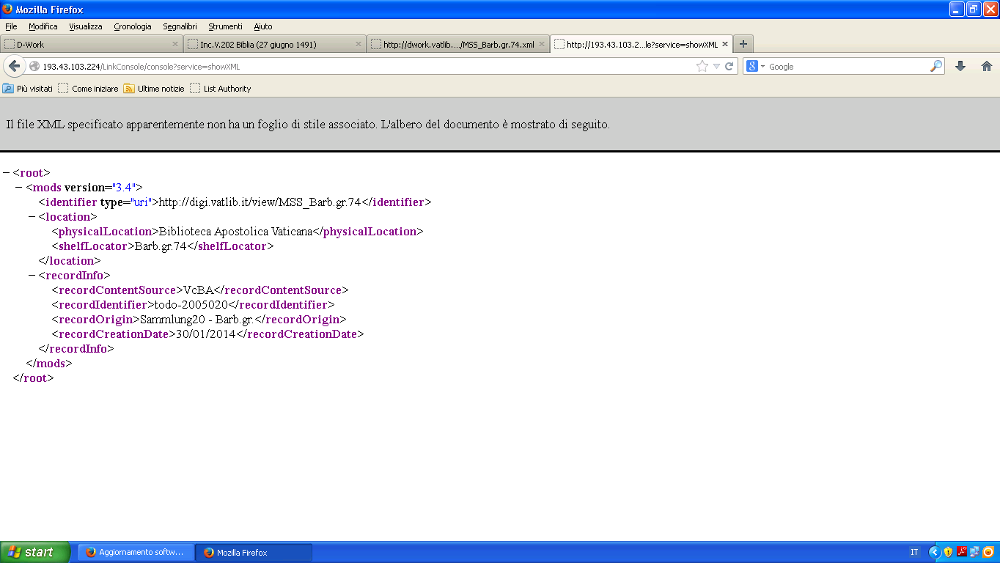 Mozilla Firefox
File Modifica Visualizza Cronologia Segnalibri Strumenti Aiuto
D-Work Inc.V.202 Biblia (27 giugno 1491) http://dwork.vatlib..../MSS_Barb.gr.74.xml http://193.43.103.2...le?service=showXML
193.43.103.224/LinkConsole/console?service=showXML Google
Più visitati Come iniziare Ultime notizie List Authority
Il file XML specificato apparentemente non ha un foglio di stile associato. L'albero del documento è mostrato di seguito.
− <root>
− <mods version="3.4">
<identifier type="uri">http://digi.vatlib.it/view/MSS_Barb.gr.74</identifier>
− <location>
<physicalLocation>Biblioteca Apostolica Vaticana</physicalLocation>
<shelfLocator>Barb.gr.74</shelfLocator>
</location>
− <recordInfo>
<recordContentSource>VcBA</recordContentSource>
<recordIdentifier>todo-2005020</recordIdentifier>
<recordOrigin>Sammlung20 - Barb.gr.</recordOrigin>
<recordCreationDate>30/01/2014</recordCreationDate>
</recordInfo>
</mods>
</root>
start Aggiornamento softw... Mozilla Firefox IT